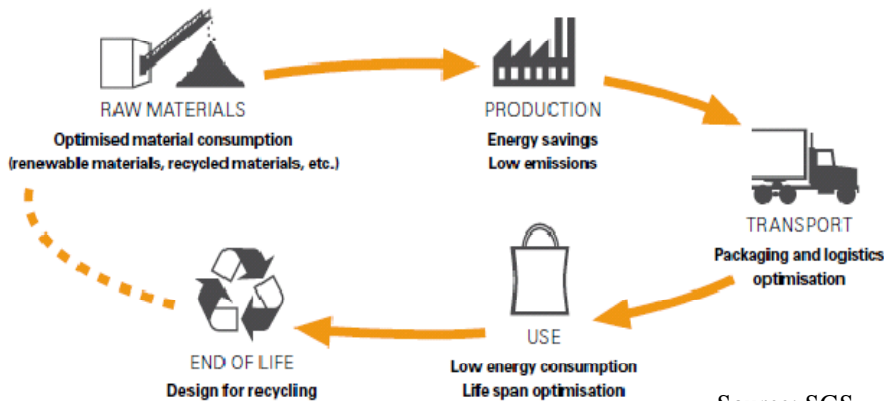 RAW MATERIALS
Optimised material consumption
(renewable materials, recycled materials, etc.)
PRODUCTION
Energy savings
Low emissions
TRANSPORT
Packaging and logistics
optimisation
USE
Low energy consumption
Life span optimisation
END OF LIFE
Design for recycling